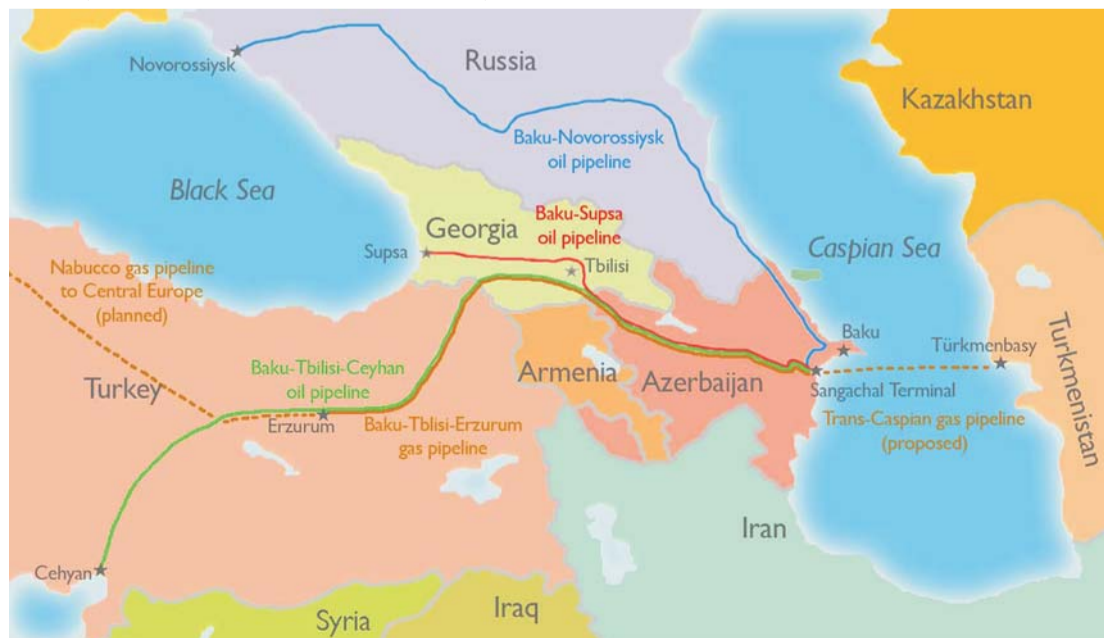 Novorossiysk
Russia
Kazakhstan
Baku-Novorossiysk
oil pipeline
Black Sea
Georgia
Baku-Supsa
oil pipeline
Supsa
Tbilisi
Caspian Sea
Nabucco gas pipeline
to Central Europe
(planned)
Baku
Türkmenbasy
Turkmenistan
Turkey
Baku-Tbilisi-Ceyhan
oil pipeline
Armenia
Azerbaijan
Sangachal Terminal
Erzurum
Baku-Tblisi-Erzurum
gas pipeline
Trans-Caspian gas pipeline
(proposed)
Iran
Cehyan
Syria
Iraq